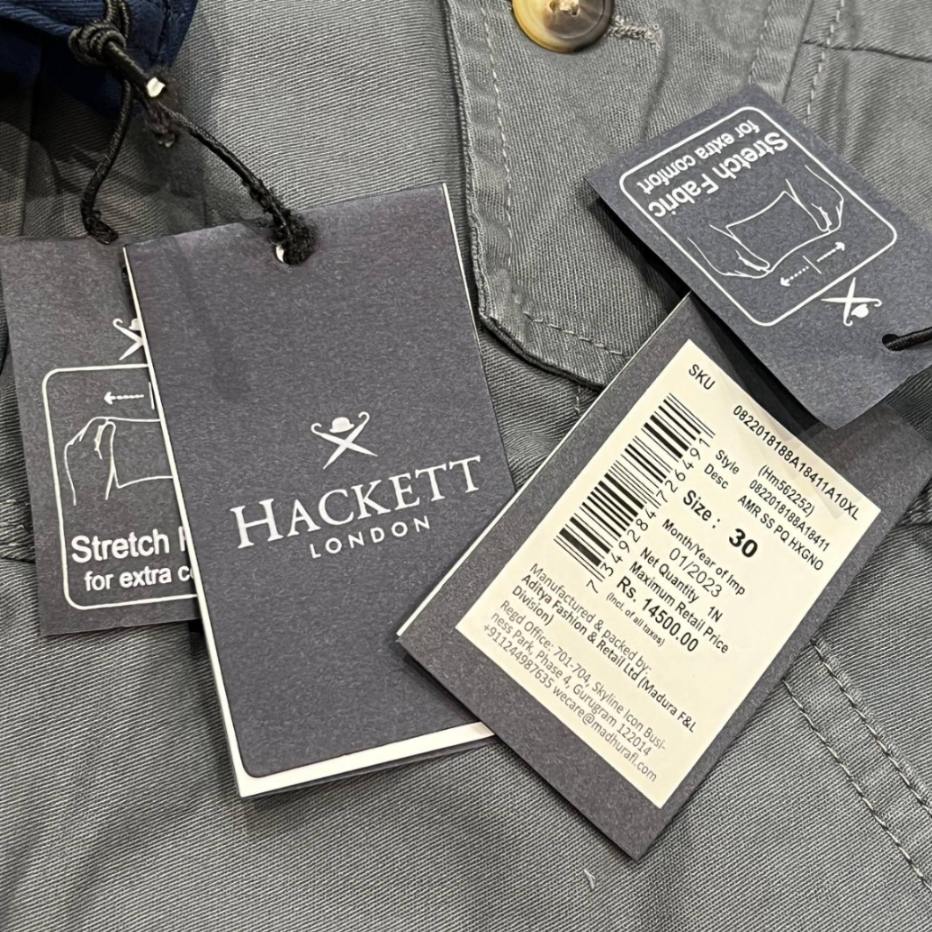 Stretch
for extra
HACKETT
LONDON
Stretch Fabric
for extra comfort
SKU
0822018188A18411A10XL
7349284726491
Style (Hm562252)
0822018188A18411
Desc AMR SS PQ HXGNO
Size : 30
Month/Year of Imp
01/2023
Net Quantity 1N
Maximum Retail Price
Rs. 14500.00
(Incl. of all taxes)
Manufactured & packed by:
Aditya Fashion & Retail Ltd (Madura F&L
Division)
Regd Office: 701-704, Skyline Icon Busi-
ness Park, Phase 4, Gurugram 122014
+911244987635 wecare@madhurafl.com